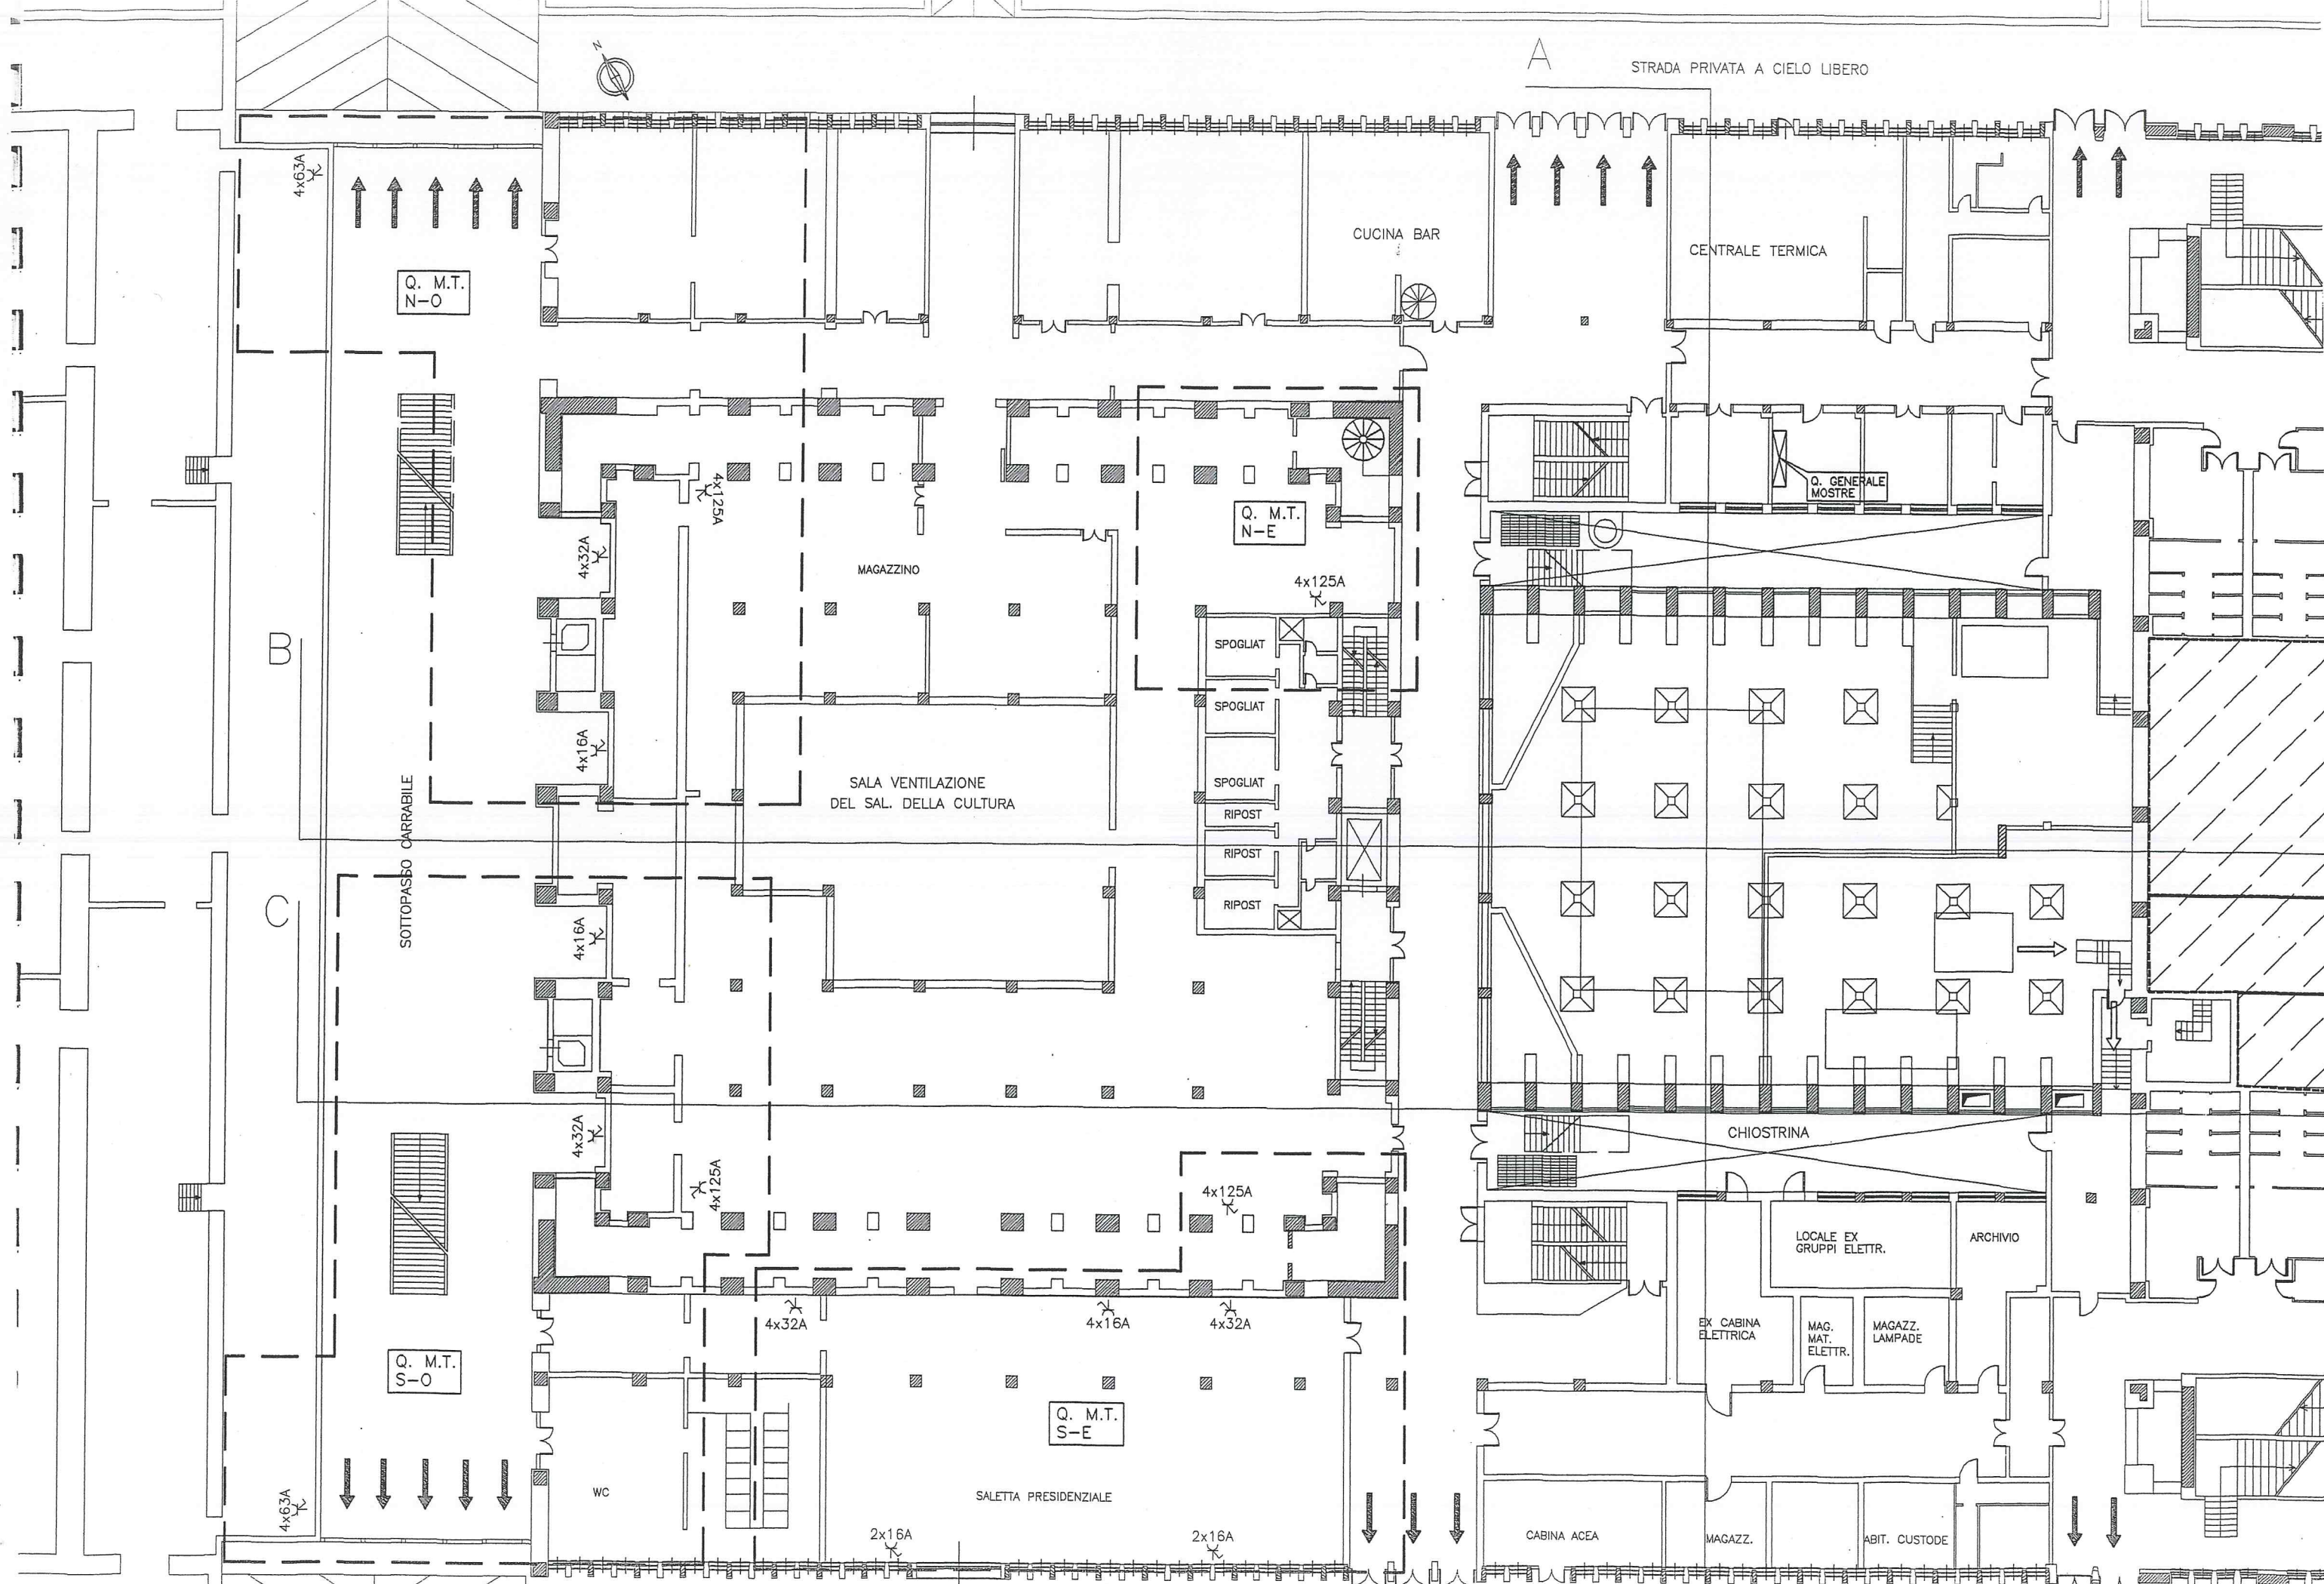 N
A
STRADA PRIVATA A CIELO LIBERO
4x63A
Q. M.T.
N-O
CUCINA BAR
CENTRALE TERMICA
4x125A
Q. GENERALE
MOSTRE
Q. M.T.
N-E
4x32A
MAGAZZINO
4x125A
B
SPOGLIAT
SPOGLIAT
4x16A
SALA VENTILAZIONE
DEL SAL. DELLA CULTURA
SPOGLIAT
RIPOST
SOTTOPASSO CARRABILE
RIPOST
C
RIPOST
4x16A
4x32A
CHIOSTRINA
4x125A
4x125A
LOCALE EX
GRUPPI ELETTR.
ARCHIVIO
4x32A
4x16A
4x32A
EX CABINA
ELETTRICA
MAG.
MAT.
ELETTR.
MAGAZZ.
LAMPADE
Q. M.T.
S-O
Q. M.T.
S-E
WC
SALETTA PRESIDENZIALE
4x63A
2x16A
2x16A
CABINA ACEA
MAGAZZ.
ABIT. CUSTODE